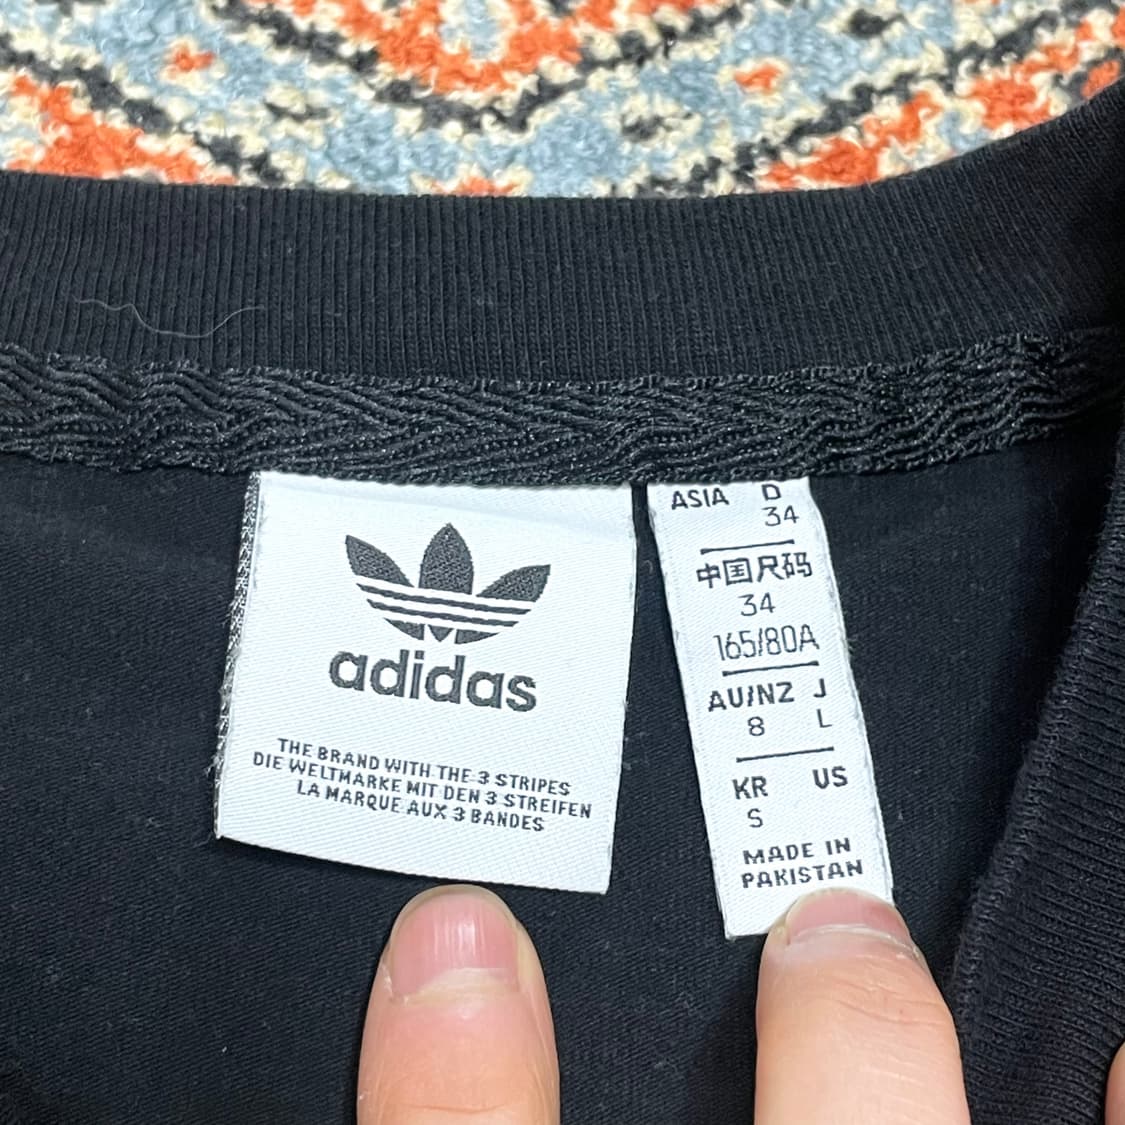 adidas
THE BRAND WITH THE 3 STRIPES
DIE WELTMARKE MIT DEN 3 STREIFEN
LA MARQUE AUX 3 BANDES
ASIA D
34
中国尺码
34
165/80A
AU/NZ J
8 L
KR US
S
MADE IN
PAKISTAN